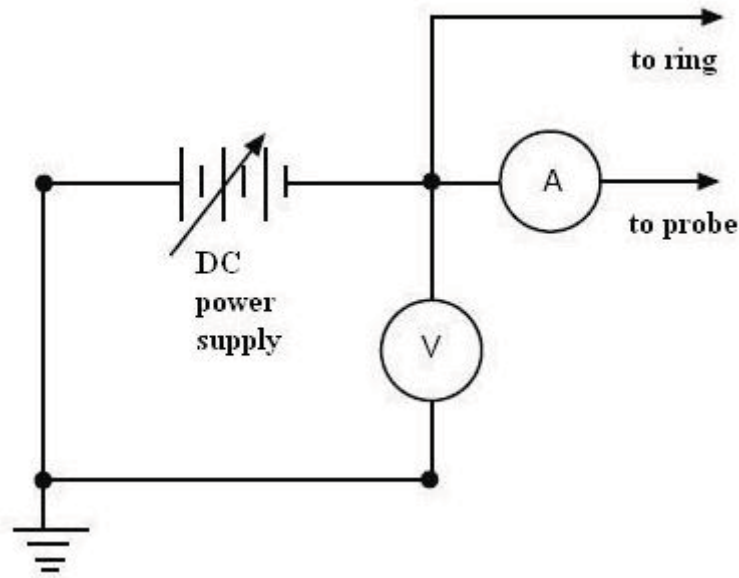 to ring
A
to probe
DC
power
supply
V